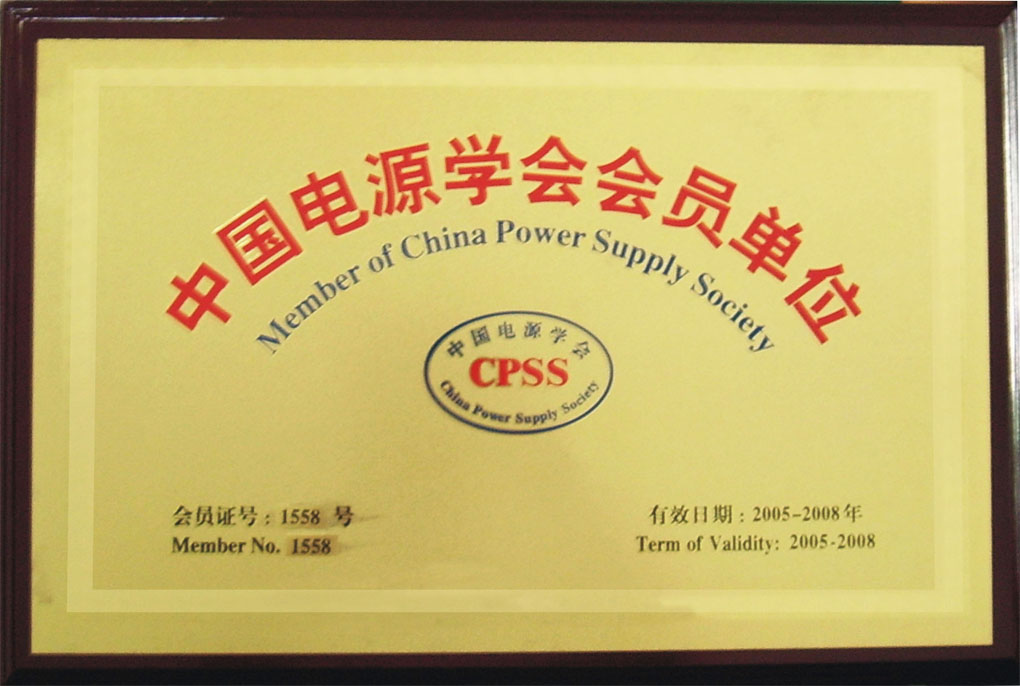 中国电源学会会员单位
Member of China Power Supply Society
中国电源学会
CPSS
China Power Supply Society
会员证号：1558 号
Member No. 1558
有效日期：2005-2008年
Term of Validity: 2005-2008